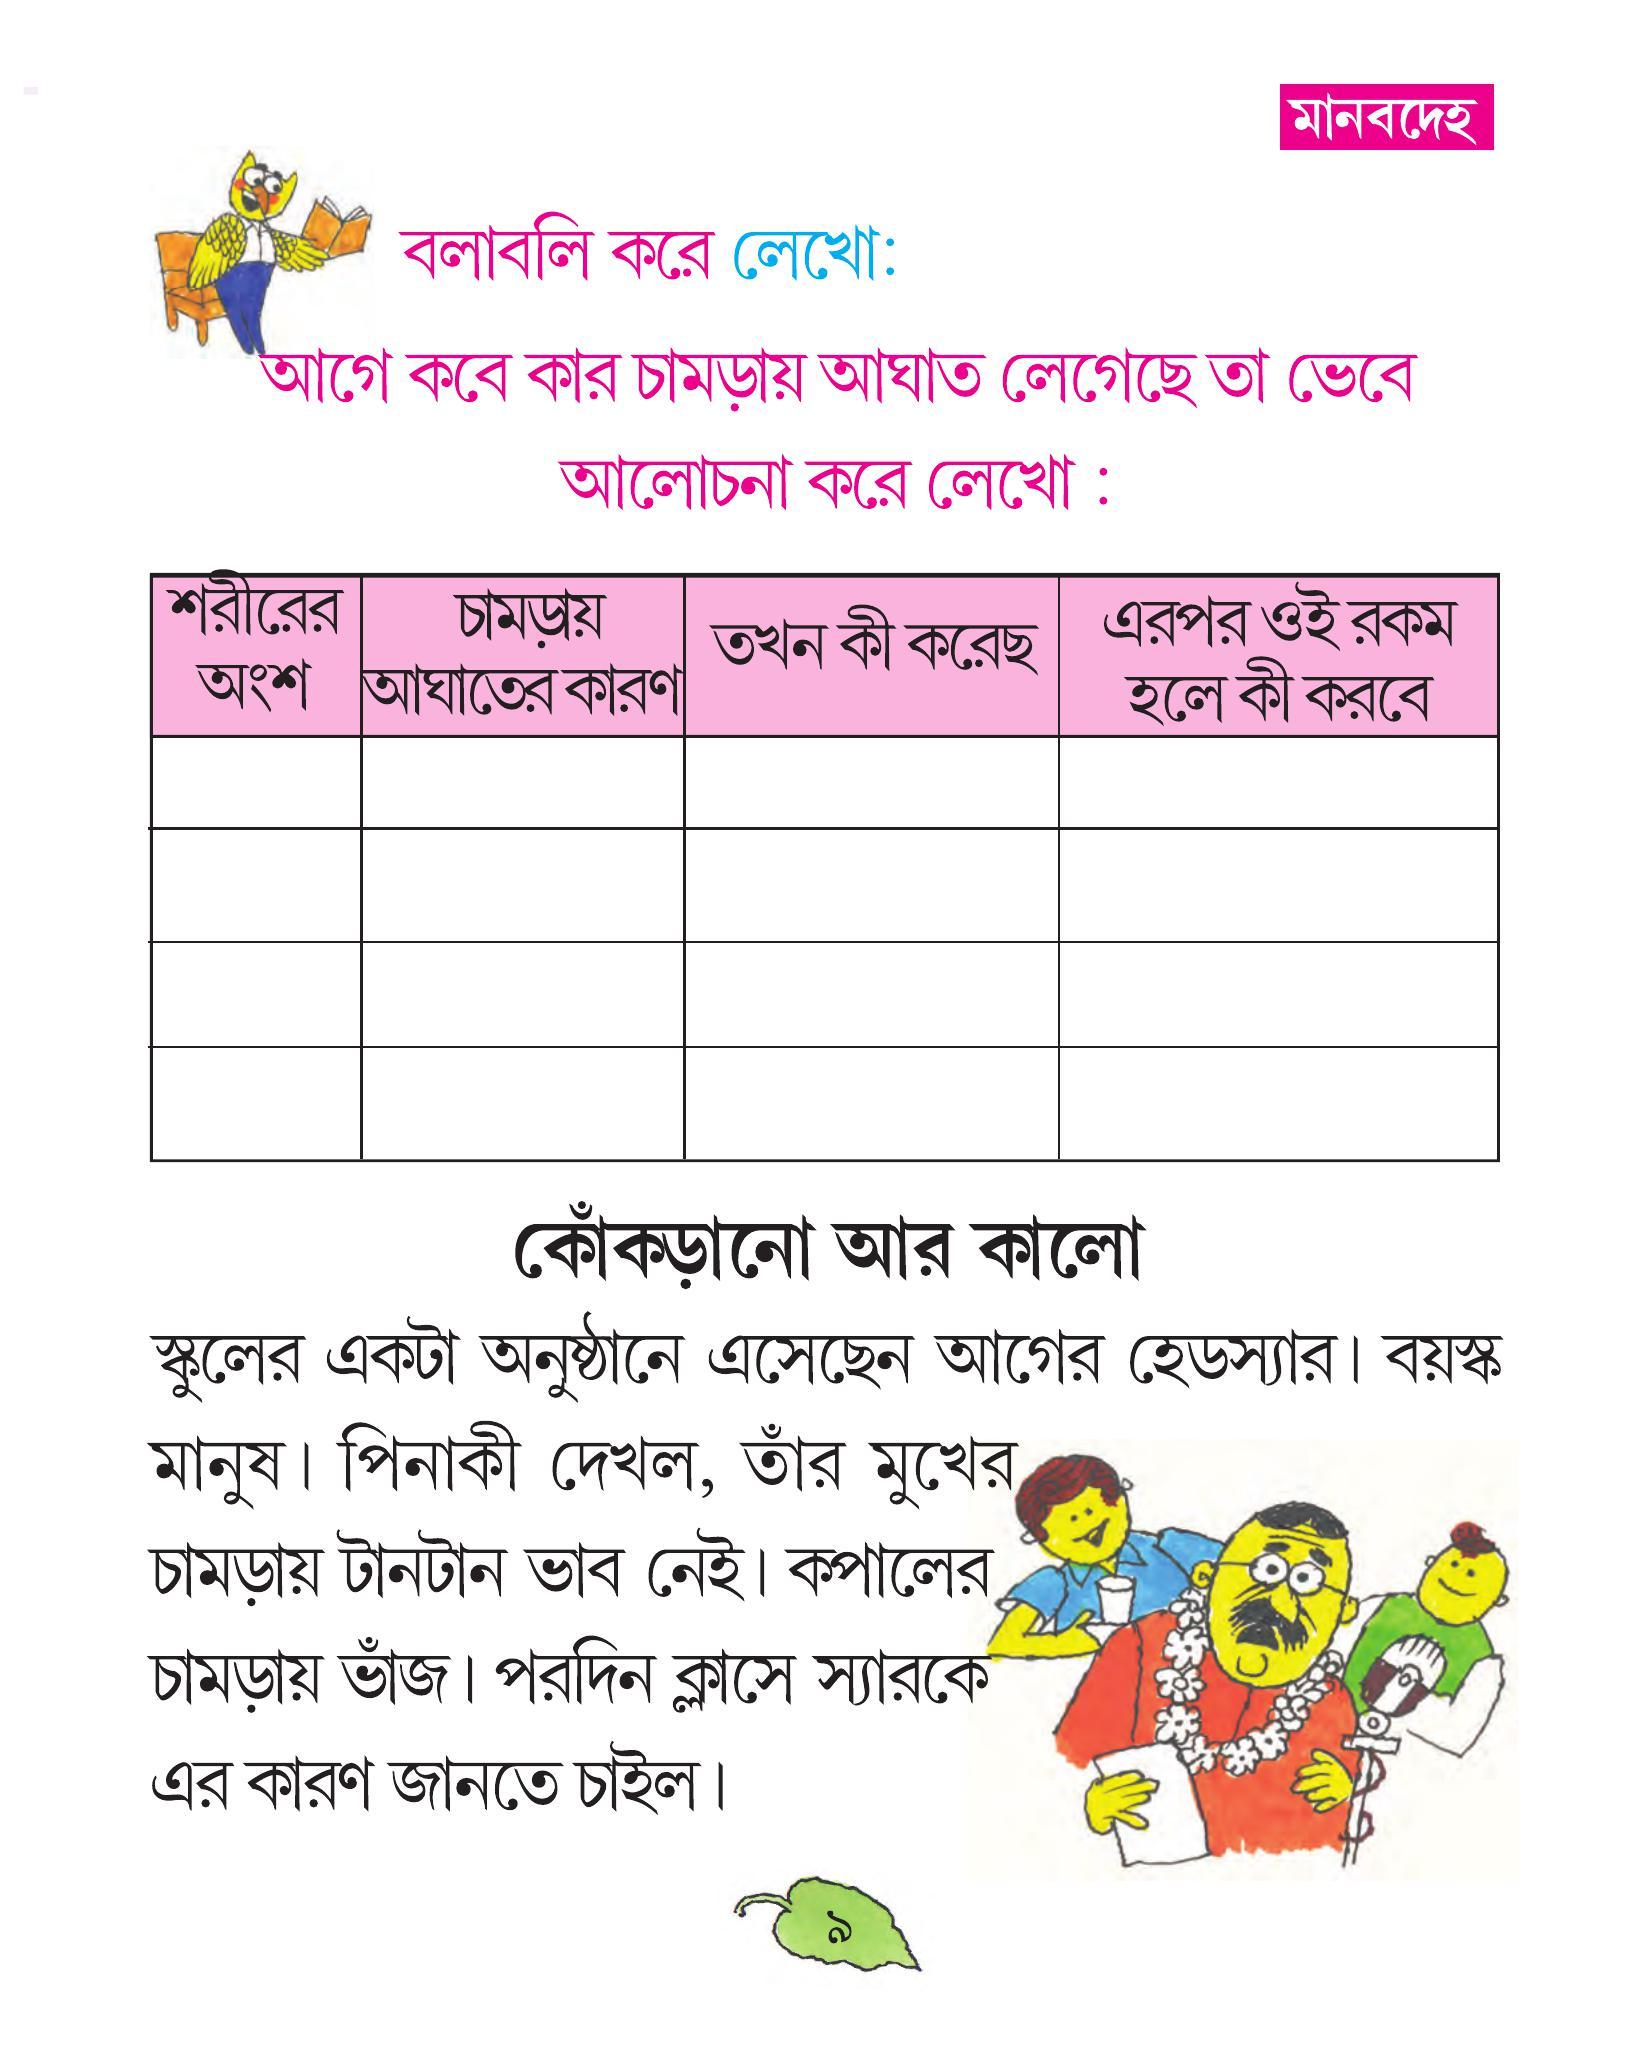 মানবদেহ
বলাবলি করে লেখো:
আগে কবে কার চামড়ায় আঘাত লেগেছে তা ভেবে
আলোচনা করে লেখো :
শরীরের অংশ
চামড়ায় আঘাতের কারণ
তখন কী করেছ
এরপর ওই রকম হলে কী করবে
কোঁকড়ানো আর কালো
স্কুলের একটা অনুষ্ঠানে এসেছেন আগের হেডস্যার। বয়স্ক
মানুষ। পিনাকী দেখল, তাঁর মুখের
চামড়ায় টানটান ভাব নেই। কপালের
চামড়ায় ভাঁজ। পরদিন ক্লাসে স্যারকে
এর কারণ জানতে চাইল।
৯